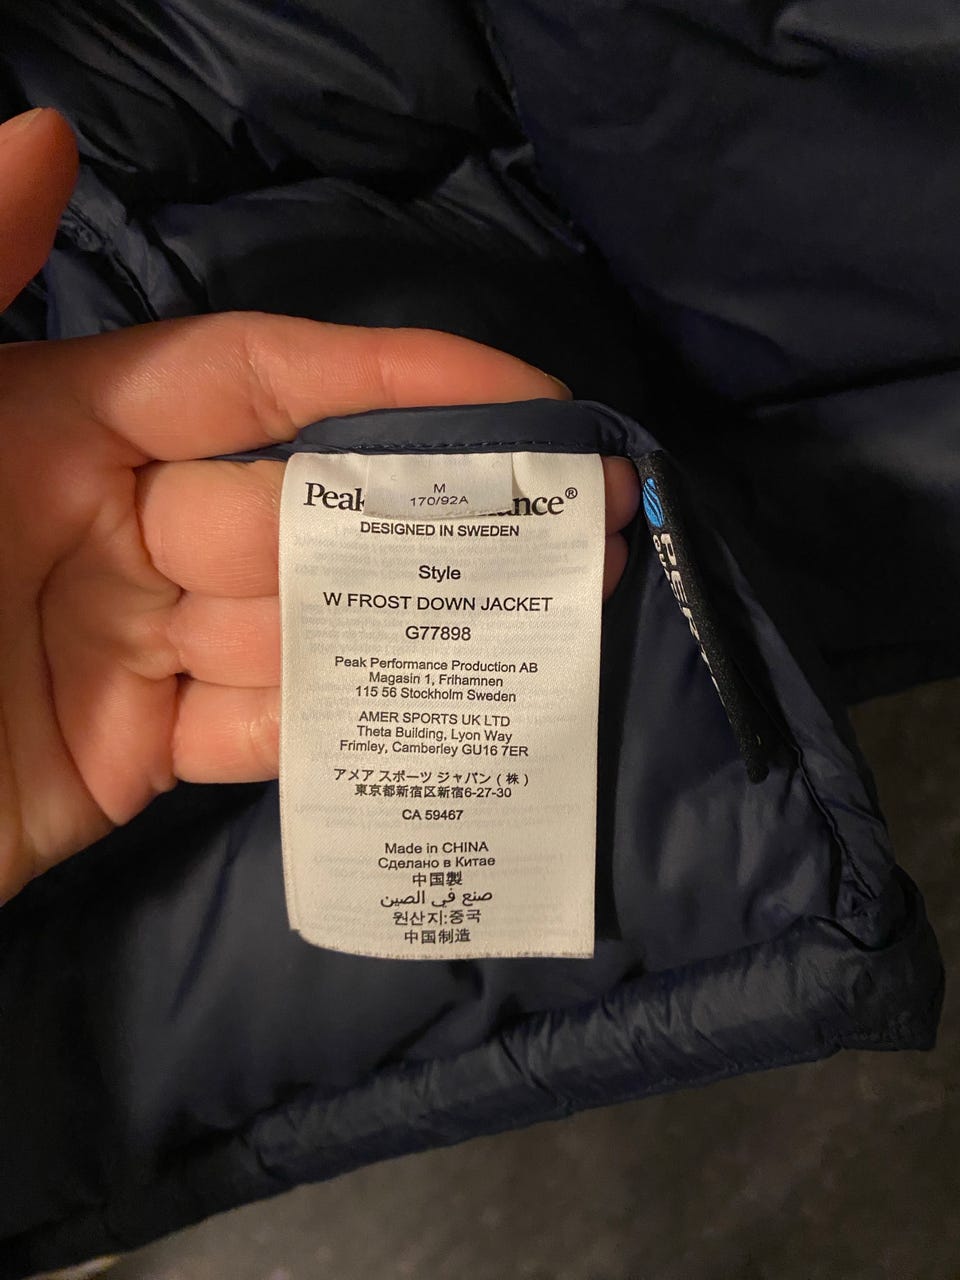 M
170/92A
Peak ance®
DESIGNED IN SWEDEN
Style
W FROST DOWN JACKET
G77898
Peak Performance Production AB
Magasin 1, Frihamnen
115 56 Stockholm Sweden
AMER SPORTS UK LTD
Theta Building, Lyon Way
Frimley, Camberley GU16 7ER
アメア スポーツ ジャパン ( 株 )
東京都新宿区新宿6-27-30
CA 59467
Made in CHINA
Сделано в Китае
中国製
صنع في الصين
원산지:중국
中国制造